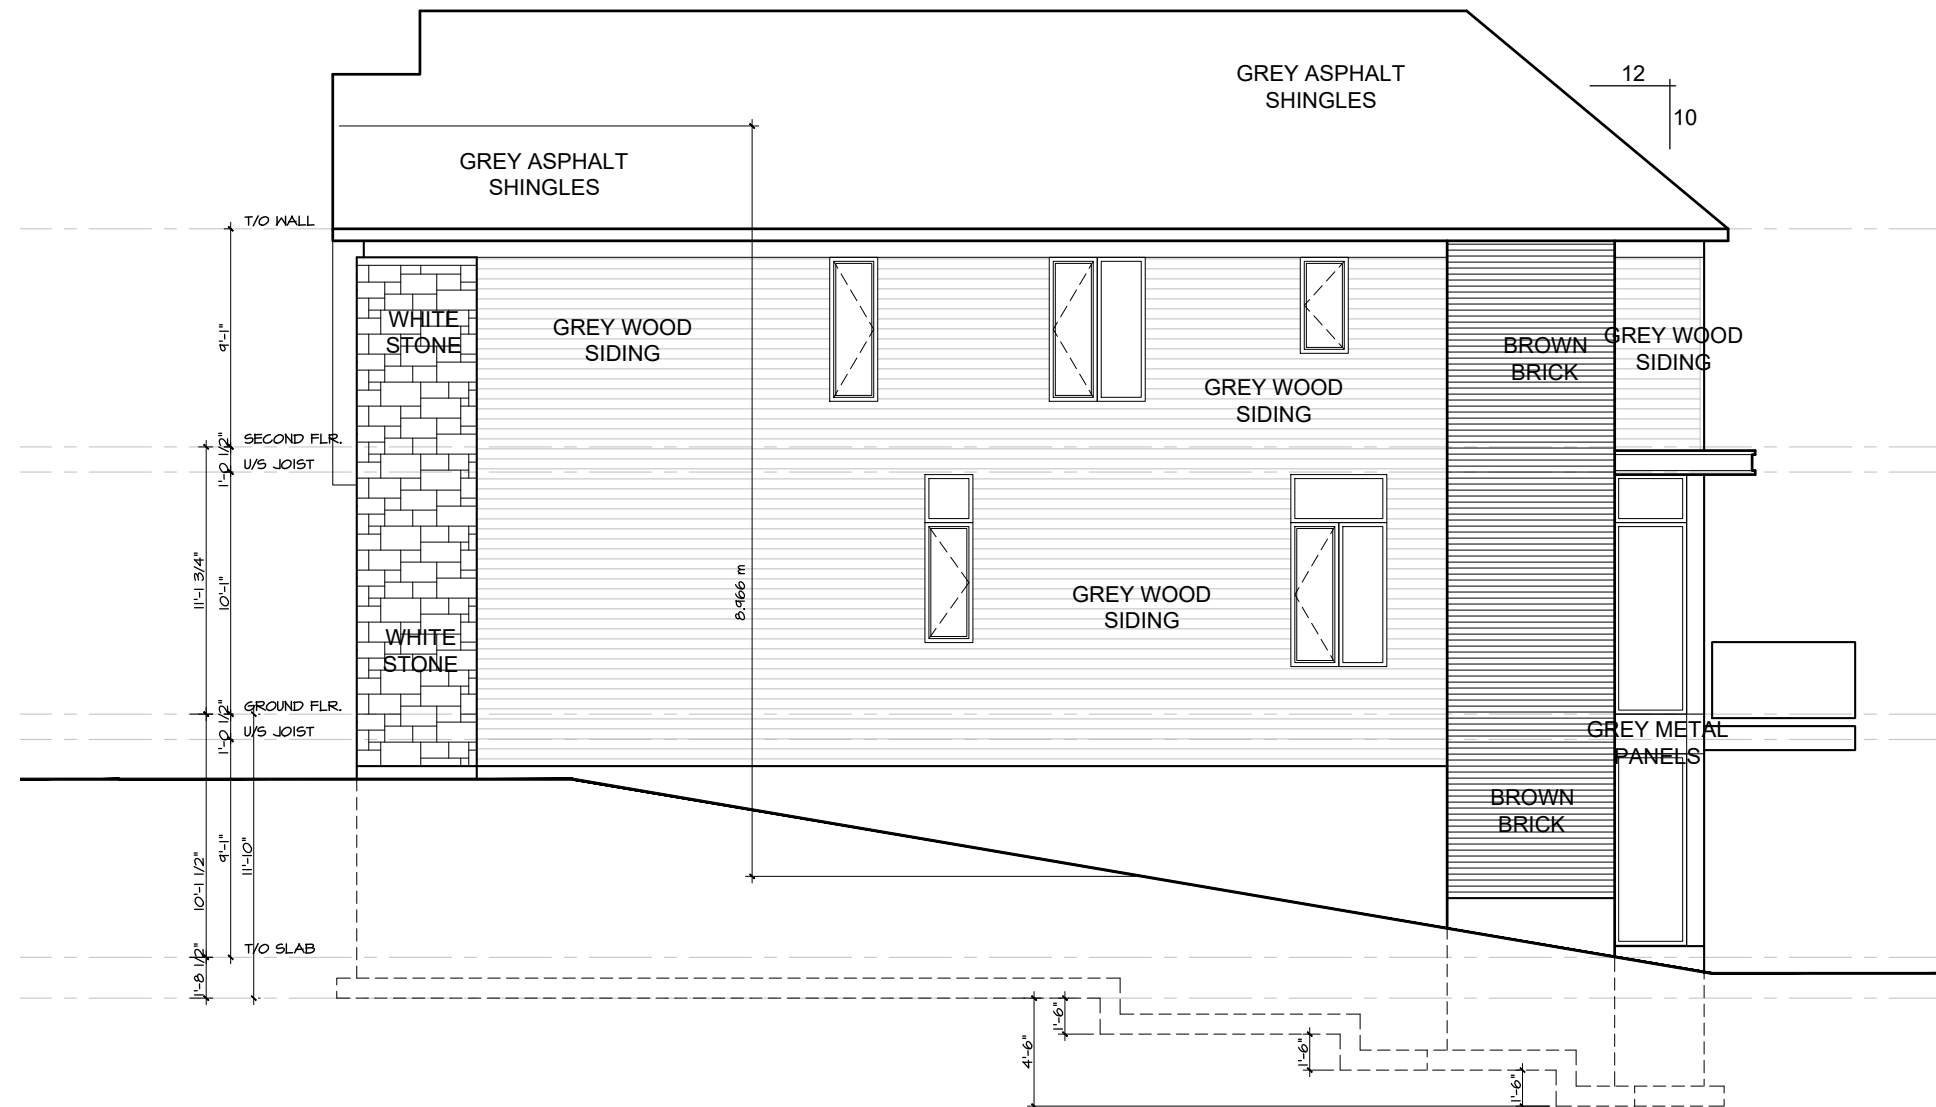 GREY ASPHALT
SHINGLES
12
10
GREY ASPHALT
SHINGLES
T/O WALL
9'-1"
WHITE
STONE
GREY WOOD
SIDING
GREY WOOD
SIDING
BROWN
BRICK
GREY WOOD
SIDING
SECOND FLR.
1'-0 1/2"
U/S JOIST
11'-1 3/4"
10'-1"
8.966 m
GREY WOOD
SIDING
WHITE
STONE
GROUND FLR.
1'-0 1/2"
U/S JOIST
GREY METAL
PANELS
BROWN
BRICK
10'-1 1/2"
9'-1"
11'-10"
T/O SLAB
1'-8 1/2"
4'-6"
1'-6"
1'-6"
1'-6"